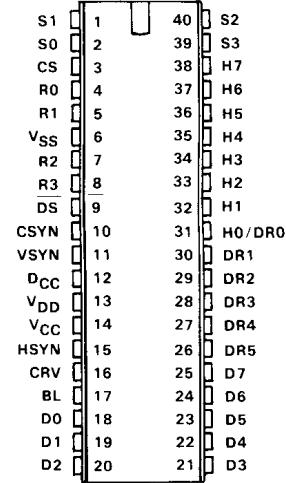 S1 1 40 S2
S0 2 39 S3
CS 3 38 H7
R0 4 37 H6
R1 5 36 H5
VSS 6 35 H4
R2 7 34 H3
R3 8 33 H2
DS 9 32 H1
CSYN 10 31 H0/DR0
VSYN 11 30 DR1
DCC 12 29 DR2
VDD 13 28 DR3
VCC 14 27 DR4
HSYN 15 26 DR5
CRV 16 25 D7
BL 17 24 D6
D0 18 23 D5
D1 19 22 D4
D2 20 21 D3